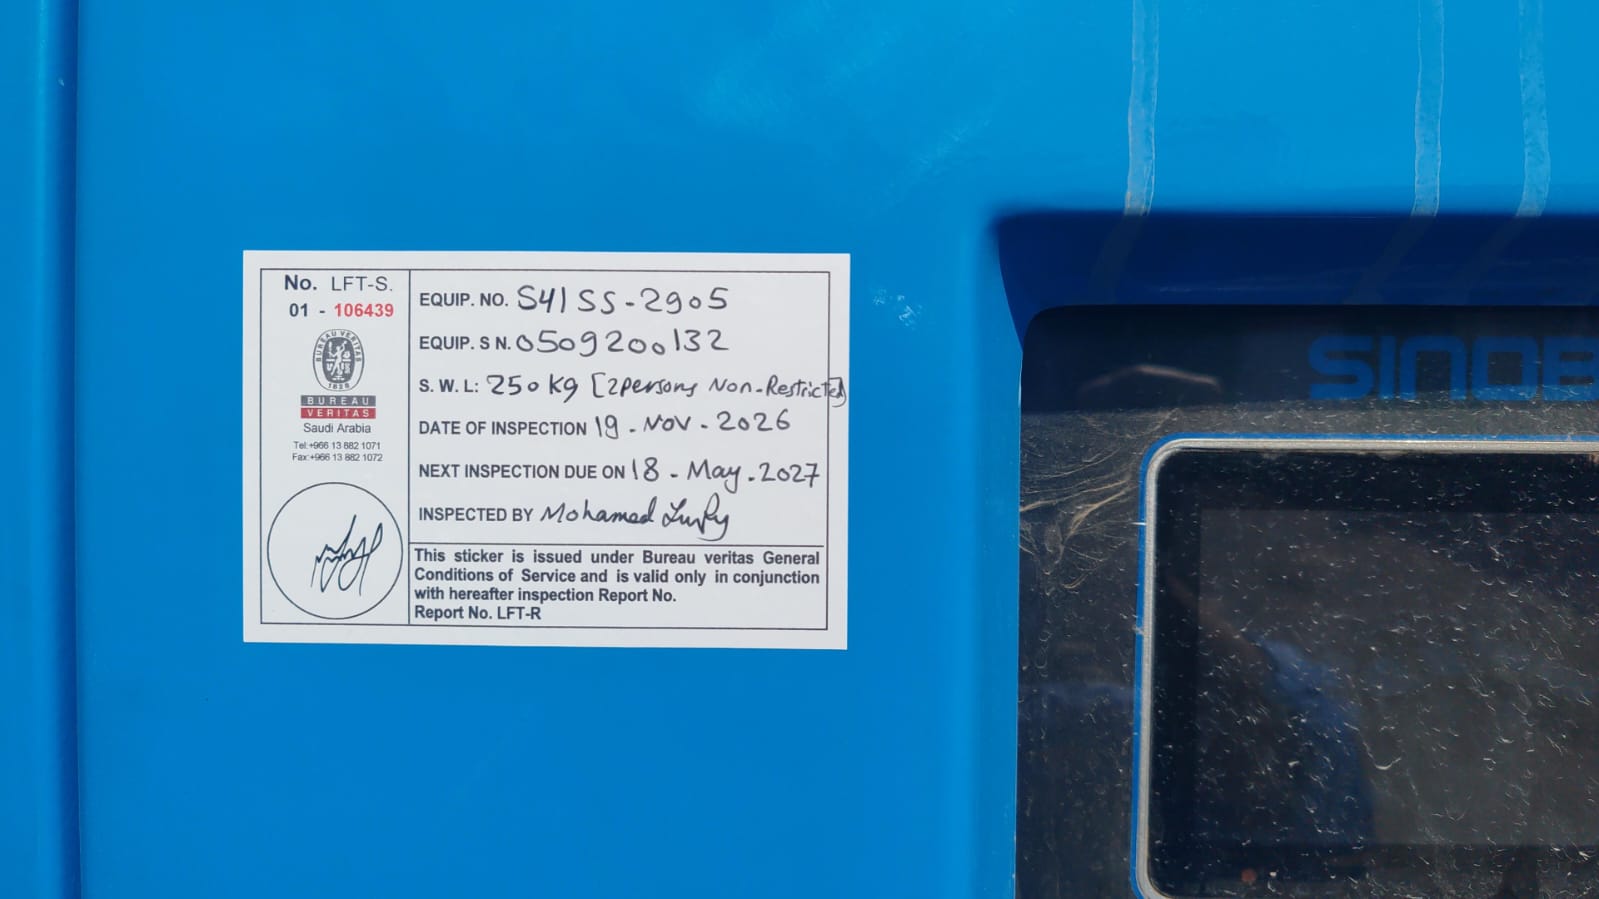 No. LFT-S.
01 - 106439
BUREAU VERITAS
1828
BUREAU
VERITAS
Saudi Arabia
Tel:+966 13 882 1071
Fax:+966 13 882 1072
EQUIP. NO. S41SS-2905
EQUIP. S N. 0509200132
S. W. L: 250 Kg [2persons Non-Restricted]
DATE OF INSPECTION 19 - NOV - 2026
NEXT INSPECTION DUE ON 18 - May - 2027
INSPECTED BY Mohamed
This sticker is issued under Bureau veritas General
Conditions of Service and is valid only in conjunction
with hereafter inspection Report No.
Report No. LFT-R
SINOB